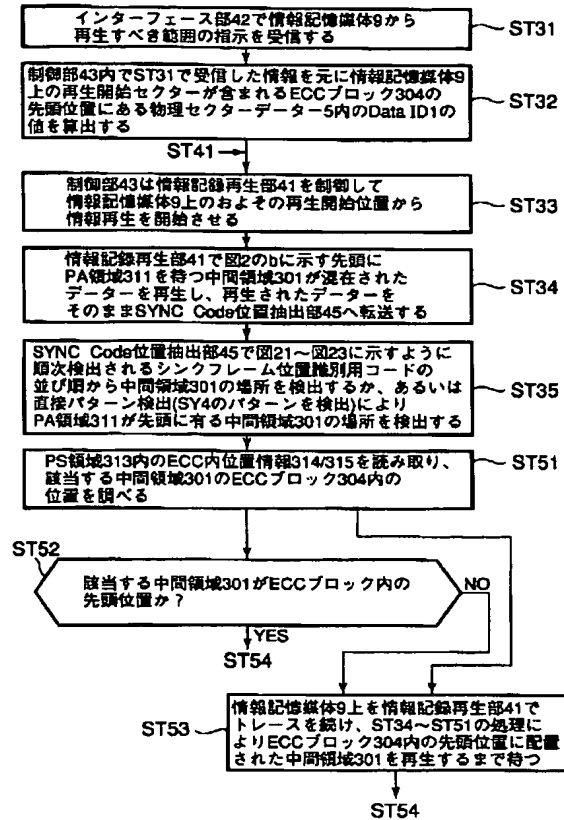 インターフェース部42で情報記憶媒体9から
再生すべき範囲の指示を受信する
ST31
制御部43内でST31で受信した情報を元に情報記憶媒体9
上の再生開始セクターが含まれるECCブロック304の
先頭位置にある物理セクターデーター5内のData ID1の
値を算出する
ST32
ST41
制御部43は情報記録再生部41を制御して
情報記憶媒体9上のおよその再生開始位置から
情報再生を開始させる
ST33
情報記録再生部41で図2のbに示す先頭に
PA領域311を待つ中間領域301が混在された
データーを再生し、再生されたデーターを
そのままSYNC Code位置抽出部45へ転送する
ST34
SYNC Code位置抽出部45で図21～図23に示すように
順次検出されるシンクフレーム位置識別用コードの
並び順から中間領域301の場所を検出するか、あるいは
直接パターン検出(SY4のパターンを検出)により
PA領域311が先頭に有る中間領域301の場所を検出する
ST35
PS領域313内のECC内位置情報314/315を読み取り、
該当する中間領域301のECCブロック304内の
位置を調べる
ST51
ST52
該当する中間領域301がECCブロック内の
先頭位置か？
NO
YES
ST54
情報記憶媒体9上を情報記録再生部41で
トレースを続け、ST34～ST51の処理に
よりECCブロック304内の先頭位置に配置
された中間領域301を再生するまで待つ
ST53
ST54